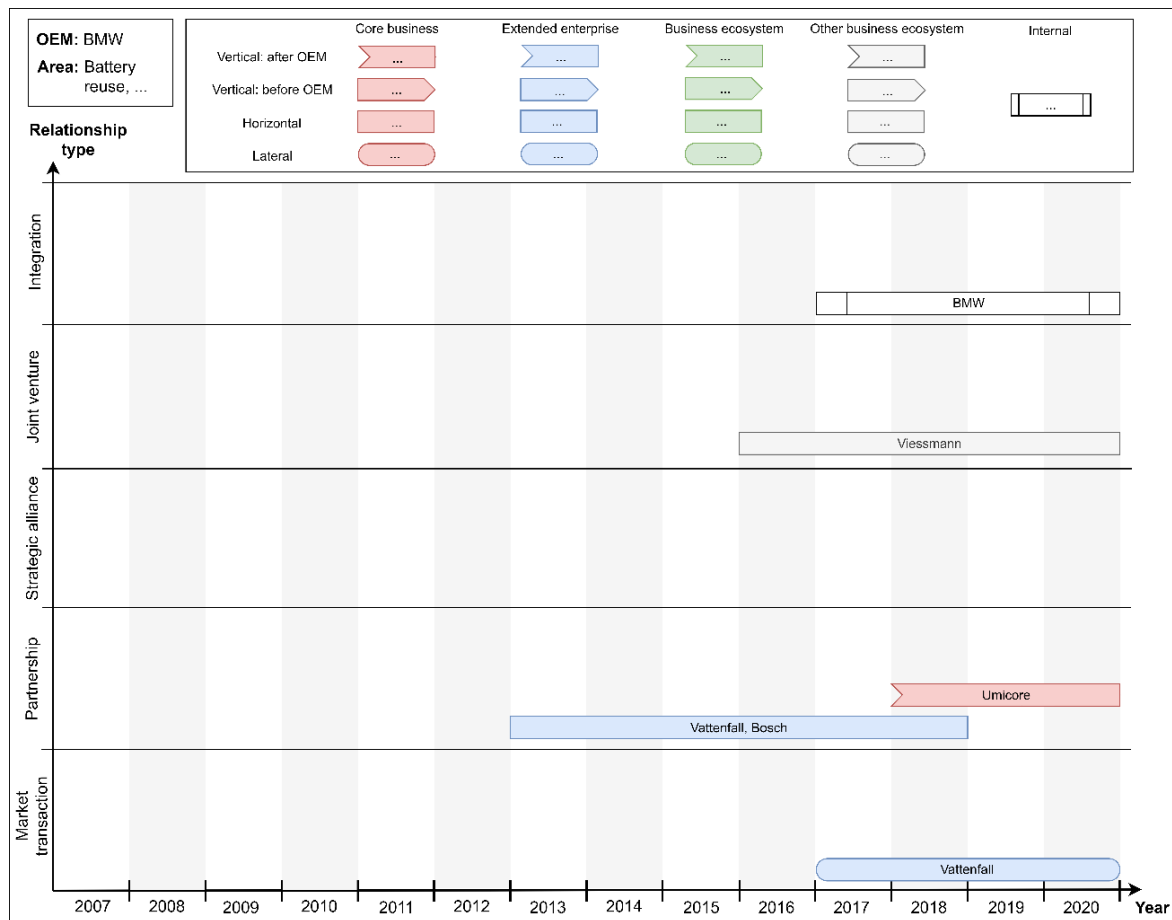 OEM: BMW
Area: Battery
reuse, ...
Core business
Extended enterprise
Business ecosystem
Other business ecosystem
Internal
Vertical: after OEM
...
...
...
...
Vertical: before OEM
...
...
...
...
...
Horizontal
...
...
...
...
Lateral
...
...
...
...
Relationship
type
Integration
BMW
Joint venture
Viessmann
Strategic alliance
Partnership
Umicore
Vattenfall, Bosch
Market
transaction
Vattenfall
2007
2008
2009
2010
2011
2012
2013
2014
2015
2016
2017
2018
2019
2020
Year